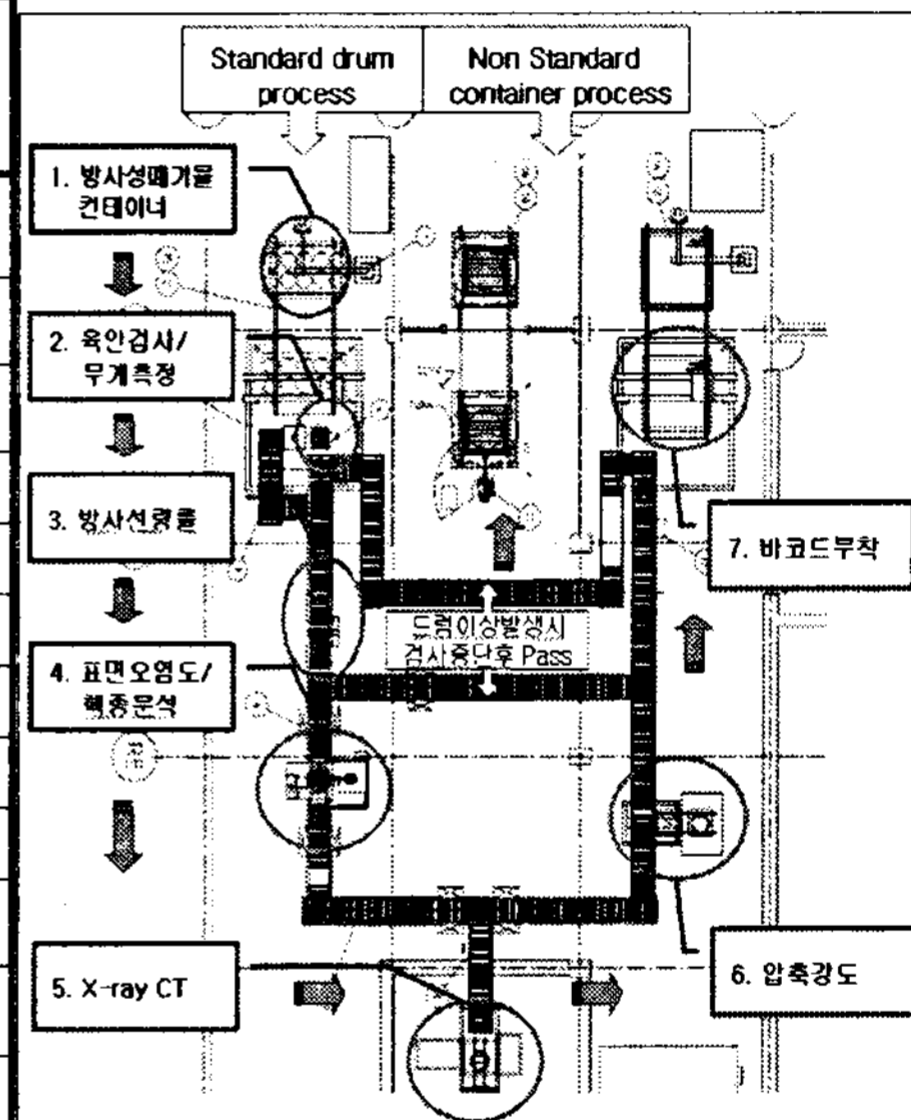 Standard drum
process
Non Standard
container process
1. 방사성폐기물
컨테이너
2. 육안검사/
무게측정
3. 방사선량률
4. 표면오염도/
핵종분석
드럼이상발생시
검사중단후 Pass
7. 바코드부착
5. X-ray CT
6. 압축강도